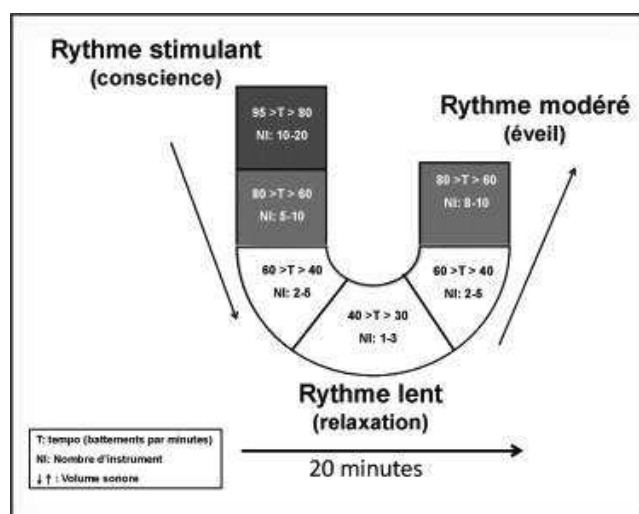 Rythme stimulant
(conscience)
95 >T > 80
NI: 10-20
80 >T > 60
NI: 5-10
60 >T > 40
NI: 2-5
40 >T > 30
NI: 1-3
60 >T > 40
NI: 2-5
80 >T > 60
NI: 8-10
Rythme modéré
(éveil)
Rythme lent
(relaxation)
20 minutes
T: tempo (battements par minutes)
NI: Nombre d'instrument
↓ ↑ : Volume sonore